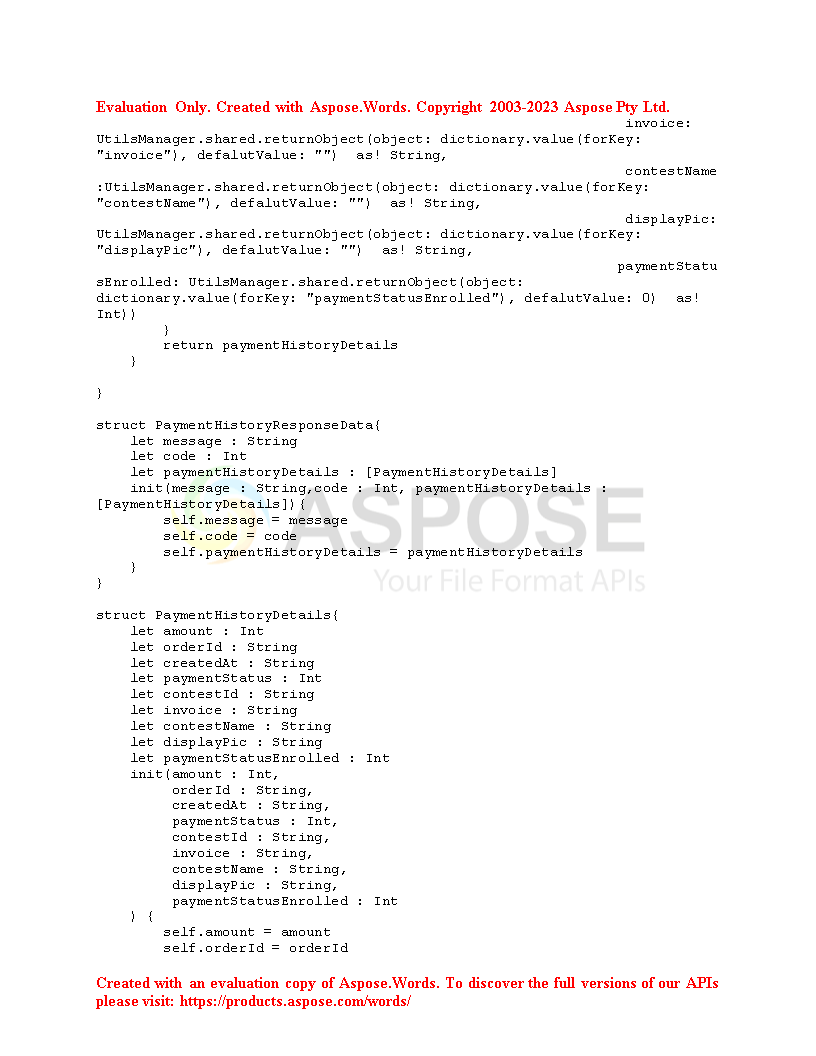 Evaluation Only. Created with Aspose.Words. Copyright 2003-2023 Aspose Pty Ltd.
invoice:
UtilsManager.shared.returnObject(object: dictionary.value(forKey:
"invoice"), defalutValue: "")  as! String,
contestName
:UtilsManager.shared.returnObject(object: dictionary.value(forKey:
"contestName"), defalutValue: "")  as! String,
displayPic:
UtilsManager.shared.returnObject(object: dictionary.value(forKey:
"displayPic"), defalutValue: "")  as! String,
paymentStatu
sEnrolled: UtilsManager.shared.returnObject(object:
dictionary.value(forKey: "paymentStatusEnrolled"), defalutValue: 0)  as!
Int))
        }
        return paymentHistoryDetails
    }
}
struct PaymentHistoryResponseData{
    let message : String
    let code : Int
    let paymentHistoryDetails : [PaymentHistoryDetails]
    init(message : String,code : Int, paymentHistoryDetails :
[PaymentHistoryDetails]){
        self.message = message
        self.code = code
        self.paymentHistoryDetails = paymentHistoryDetails
    }
}
ASPOSE
Your File Format APIs
struct PaymentHistoryDetails{
    let amount : Int
    let orderId : String
    let createdAt : String
    let paymentStatus : Int
    let contestId : String
    let invoice : String
    let contestName : String
    let displayPic : String
    let paymentStatusEnrolled : Int
    init(amount : Int,
         orderId : String,
         createdAt : String,
         paymentStatus : Int,
         contestId : String,
         invoice : String,
         contestName : String,
         displayPic : String,
         paymentStatusEnrolled : Int
    ) {
        self.amount = amount
        self.orderId = orderId
Created with an evaluation copy of Aspose.Words. To discover the full versions of our APIs
please visit: https://products.aspose.com/words/